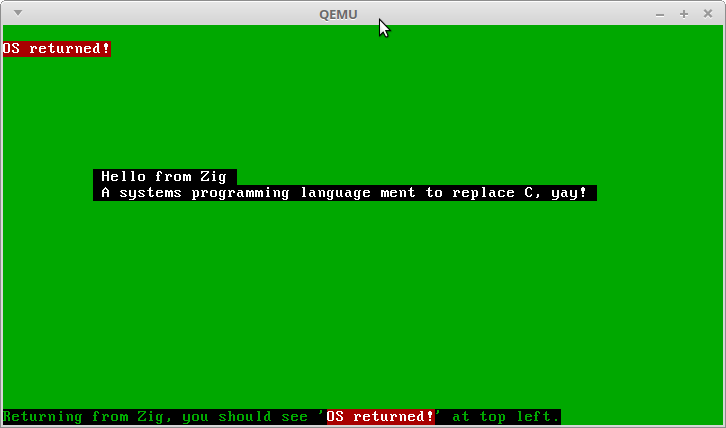 QEMU
OS returned!
Hello from Zig
A systems programming language ment to replace C, yay!
Returning from Zig, you should see 'OS returned!' at top left.